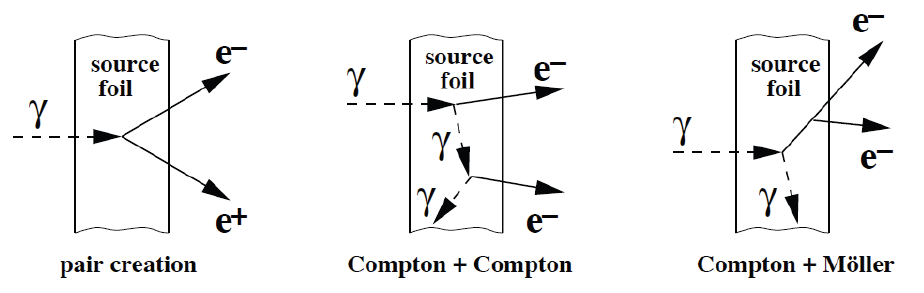 source
foil
γ
e−
e+
pair creation
source
foil
γ
e−
γ
γ
e−
Compton + Compton
e−
source
foil
γ
e−
γ
Compton + Möller